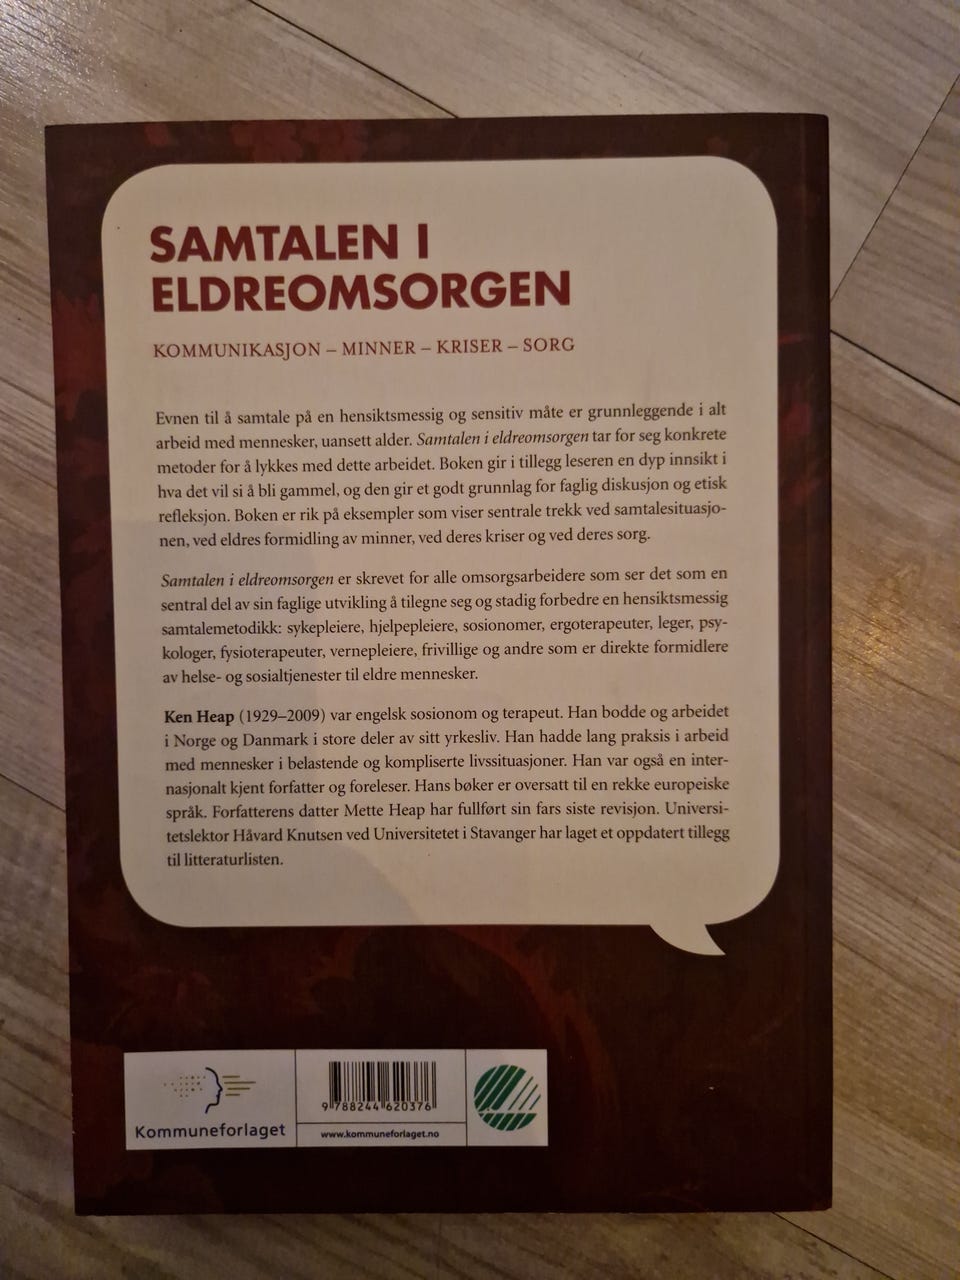 SAMTALEN I
ELDREOMSORGEN
KOMMUNIKASJON – MINNER – KRISER – SORG
Evnen til å samtale på en hensiktsmessig og sensitiv måte er grunnleggende i alt
arbeid med mennesker, uansett alder. Samtalen i eldreomsorgen tar for seg konkrete
metoder for å lykkes med dette arbeidet. Boken gir i tillegg leseren en dyp innsikt i
hva det vil si å bli gammel, og den gir et godt grunnlag for faglig diskusjon og etisk
refleksjon. Boken er rik på eksempler som viser sentrale trekk ved samtalesituasjo-
nen, ved eldres formidling av minner, ved deres kriser og ved deres sorg.
Samtalen i eldreomsorgen er skrevet for alle omsorgsarbeidere som ser det som en
sentral del av sin faglige utvikling å tilegne seg og stadig forbedre en hensiktsmessig
samtalemetodikk: sykepleiere, hjelpepleiere, sosionomer, ergoterapeuter, leger, psy-
kologer, fysioterapeuter, vernepleiere, frivillige og andre som er direkte formidlere
av helse- og sosialtjenester til eldre mennesker.
Ken Heap (1929–2009) var engelsk sosionom og terapeut. Han bodde og arbeidet
i Norge og Danmark i store deler av sitt yrkesliv. Han hadde lang praksis i arbeid
med mennesker i belastende og kompliserte livssituasjoner. Han var også en inter-
nasjonalt kjent forfatter og foreleser. Hans bøker er oversatt til en rekke europeiske
språk. Forfatterens datter Mette Heap har fullført sin fars siste revisjon. Universi-
tetslektor Håvard Knutsen ved Universitetet i Stavanger har laget et oppdatert tillegg
til litteraturlisten.
Kommuneforlaget
9 788244 620376
www.kommuneforlaget.no